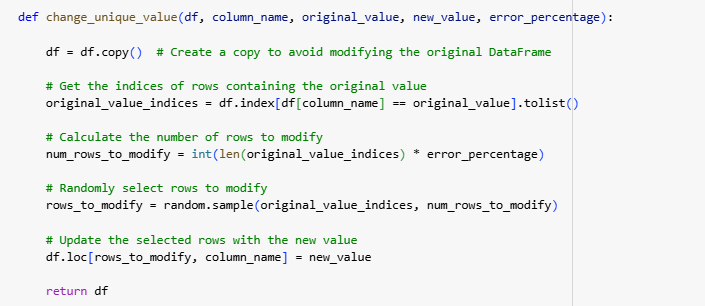 def change_unique_value(df, column_name, original_value, new_value, error_percentage):
    df = df.copy()  # Create a copy to avoid modifying the original DataFrame
    # Get the indices of rows containing the original value
    original_value_indices = df.index[df[column_name] == original_value].tolist()
    # Calculate the number of rows to modify
    num_rows_to_modify = int(len(original_value_indices) * error_percentage)
    # Randomly select rows to modify
    rows_to_modify = random.sample(original_value_indices, num_rows_to_modify)
    # Update the selected rows with the new value
    df.loc[rows_to_modify, column_name] = new_value
    return df